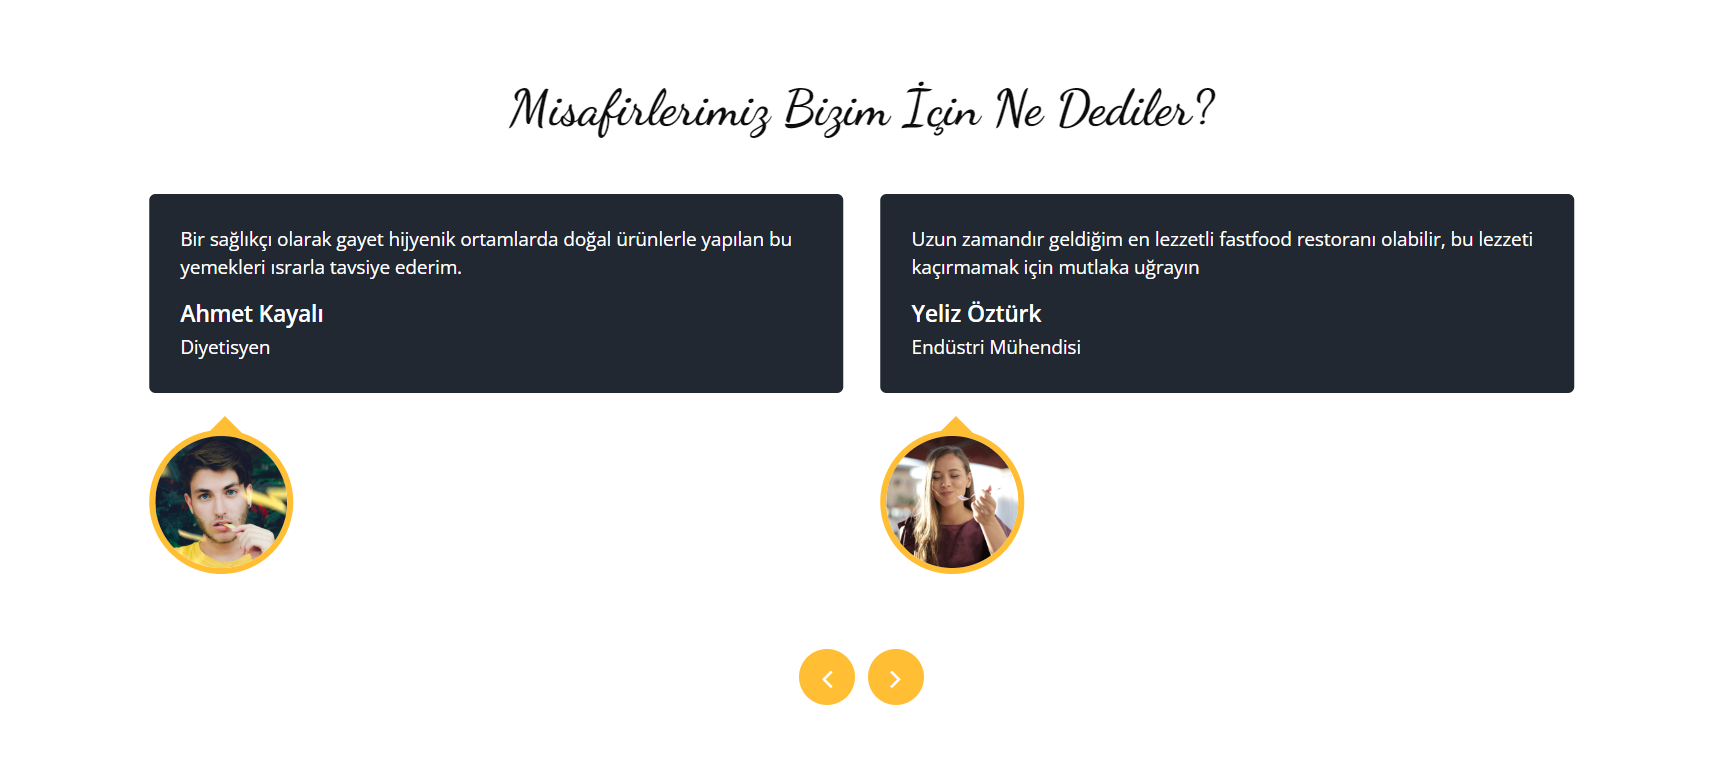 Misafirlerimiz Bizim İçin Ne Dediler?
Bir sağlıkçı olarak gayet hijyenik ortamlarda doğal ürünlerle yapılan bu
yemekleri ısrarla tavsiye ederim.
Ahmet Kayalı
Diyetisyen
Uzun zamandır geldiğim en lezzetli fastfood restoranı olabilir, bu lezzeti
kaçırmamak için mutlaka uğrayın
Yeliz Öztürk
Endüstri Mühendisi